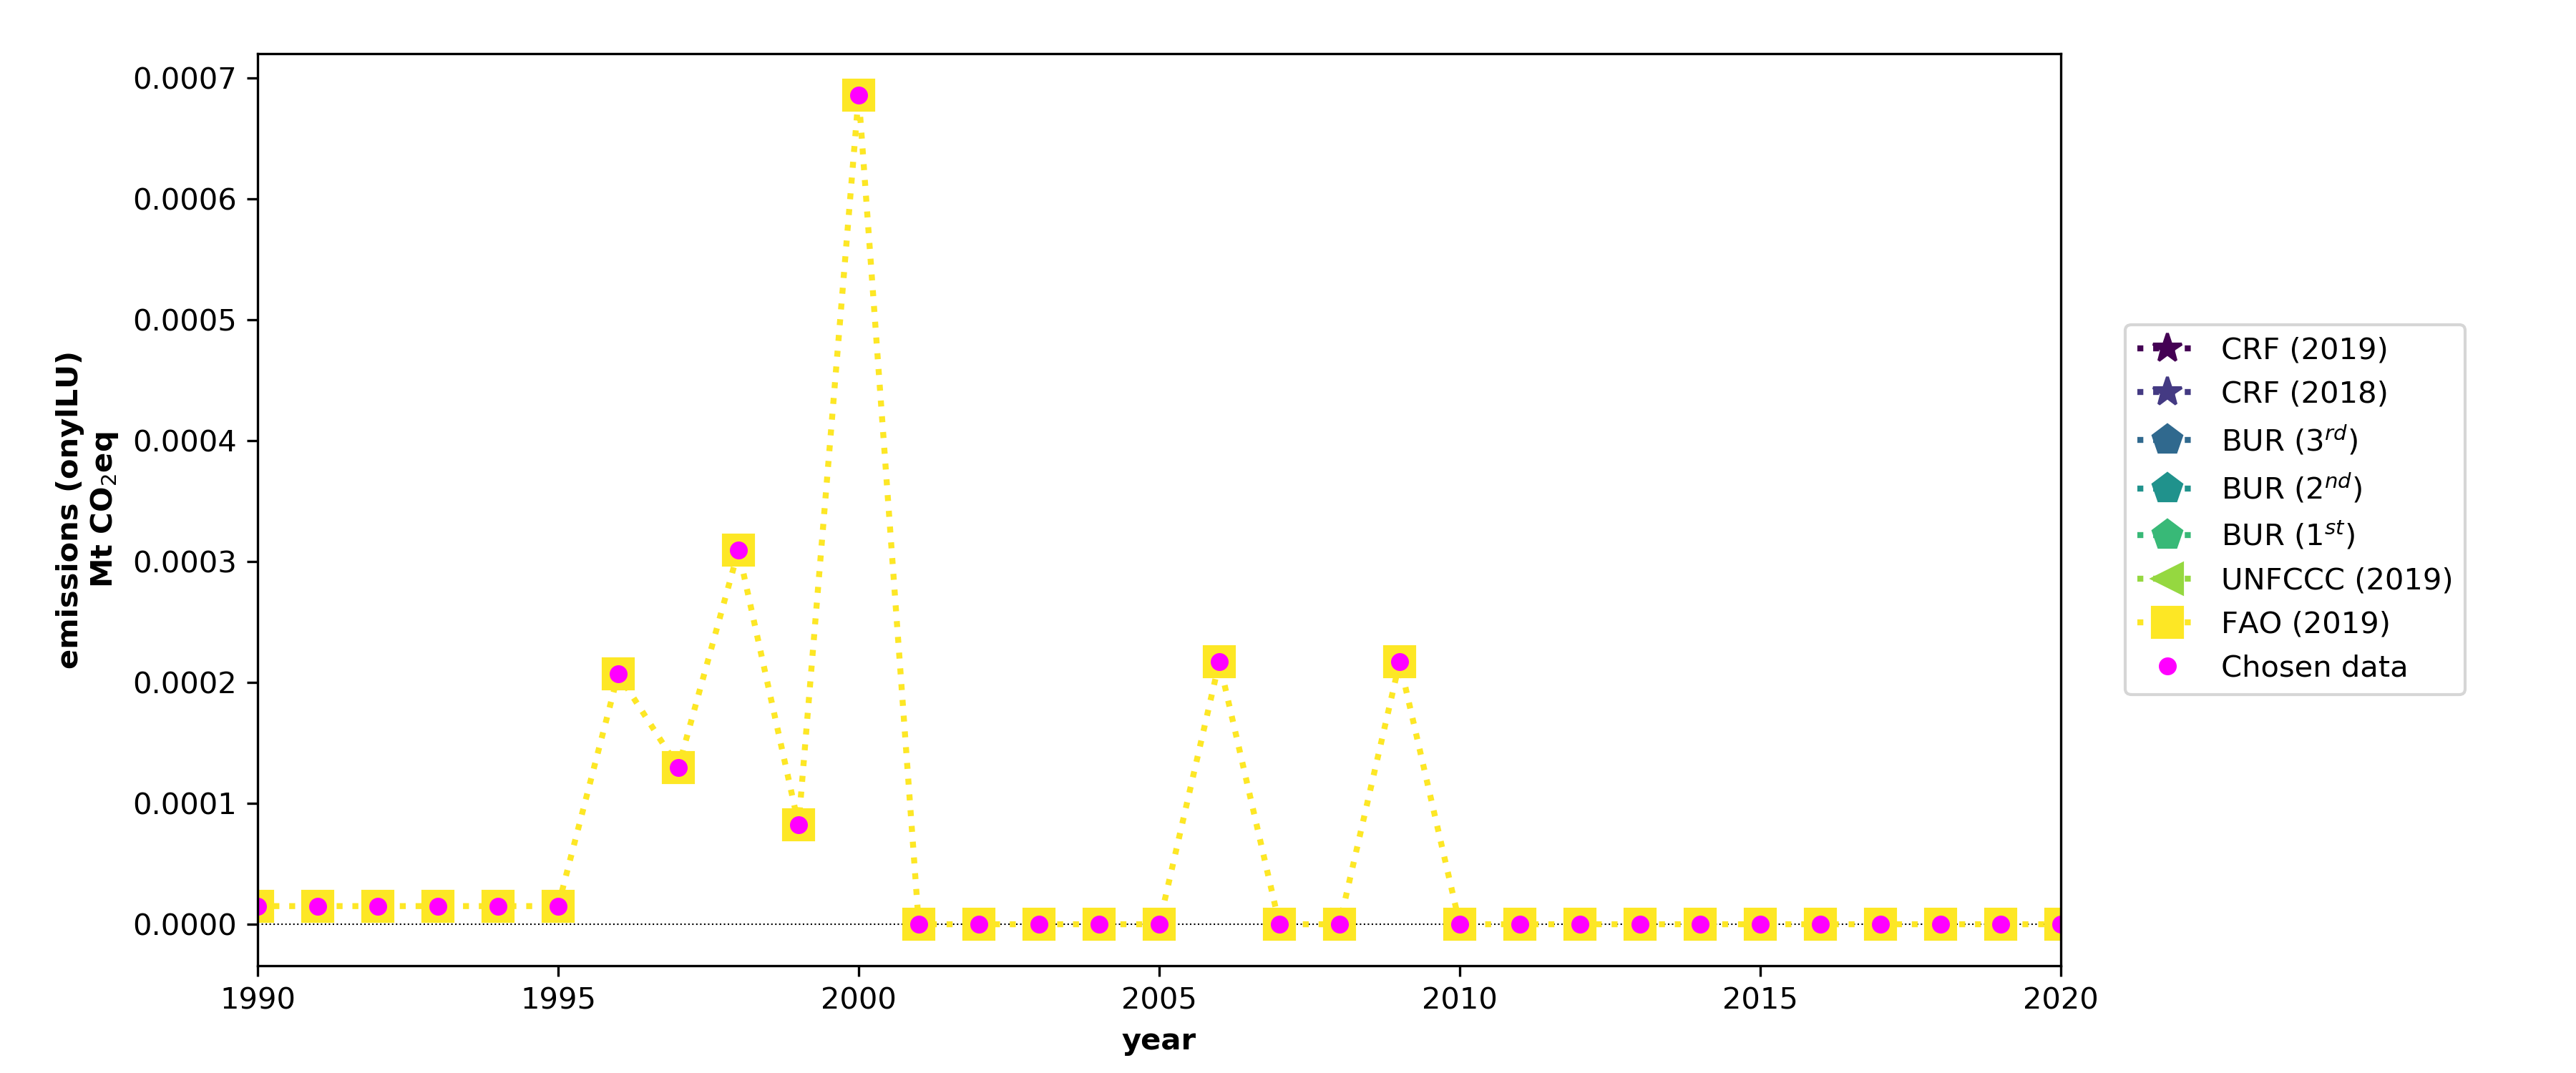 emissions (onylLU)
Mt CO₂eq
0.0007
0.0006
0.0005
0.0004
0.0003
0.0002
0.0001
0.0000
1990 1995 2000 2005 2010 2015 2020
year
CRF (2019)
CRF (2018)
BUR (3ʳᵈ)
BUR (2ⁿᵈ)
BUR (1ˢᵗ)
UNFCCC (2019)
FAO (2019)
Chosen data